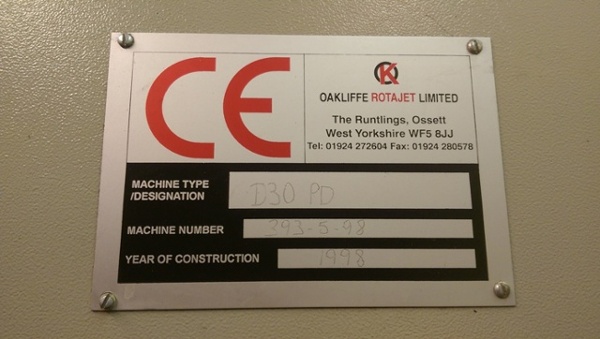 CE
OK
OAKLIFFE ROTAJET LIMITED
The Runtlings, Ossett
West Yorkshire WF5 8JJ
Tel: 01924 272604 Fax: 01924 280578
MACHINE TYPE
/DESIGNATION
D30 PD
MACHINE NUMBER 393-5-98
YEAR OF CONSTRUCTION 1998